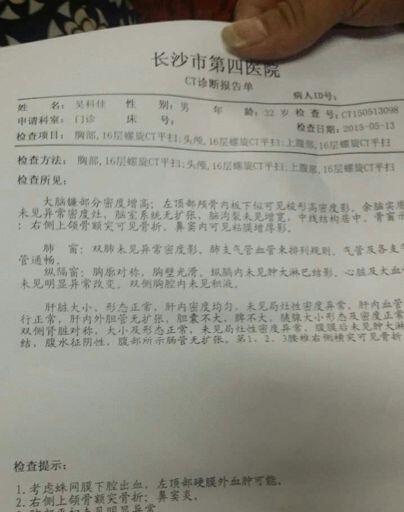 长沙市第四医院
CT诊断报告单
病人ID号:
姓 名: 吴科佳 性 别: 男 年 龄: 32 岁 检 查 号: CT150513098
申请科室: 门诊 床 号: 检查日期: 2015-05-13
检查项目: 胸部,16层螺旋CT平扫;头颅,16层螺旋CT平扫;上腹部,16层螺旋CT平扫
检查方法: 胸部,16层螺旋CT平扫;头颅,16层螺旋CT平扫;上腹部,16层螺旋CT平扫
检查所见:
大脑镰部分密度增高;左顶部颅骨内板下似可见梭形高密度影。余脑实质
未见异常密度灶,脑室系统无扩张,脑沟裂未见增宽,中线结构居中。骨窗示
:右侧上颌骨额突可见骨折。鼻窦内可见粘膜增厚影。
肺 窗:双肺未见异常密度影,肺支气管血管束排列规则。气管及各支气
管通畅。
纵隔窗:胸廓对称,胸壁光滑。纵膈内未见肿大淋巴结影。心脏及大血
未见明显异常改变。双侧胸腔内未见积液。
肝脏大小、形态正常,肝内密度均匀,未见局灶性密度异常,肝内血管
行正常,肝内外胆管无扩张,胆囊不大,脾不大,胰腺大小形态及密度正常
双侧肾脏对称,大小及形态正常,未见局灶性密度异常,腹膜后未见肿大淋
结,腹水征阴性,腹部所示肠管无扩张。第1、2、3腰椎右侧横突可见骨折
检查提示:
1.考虑蛛网膜下腔出血,左顶部硬膜外血肿可能。
2.右侧上颌骨额突骨折;鼻窦炎。